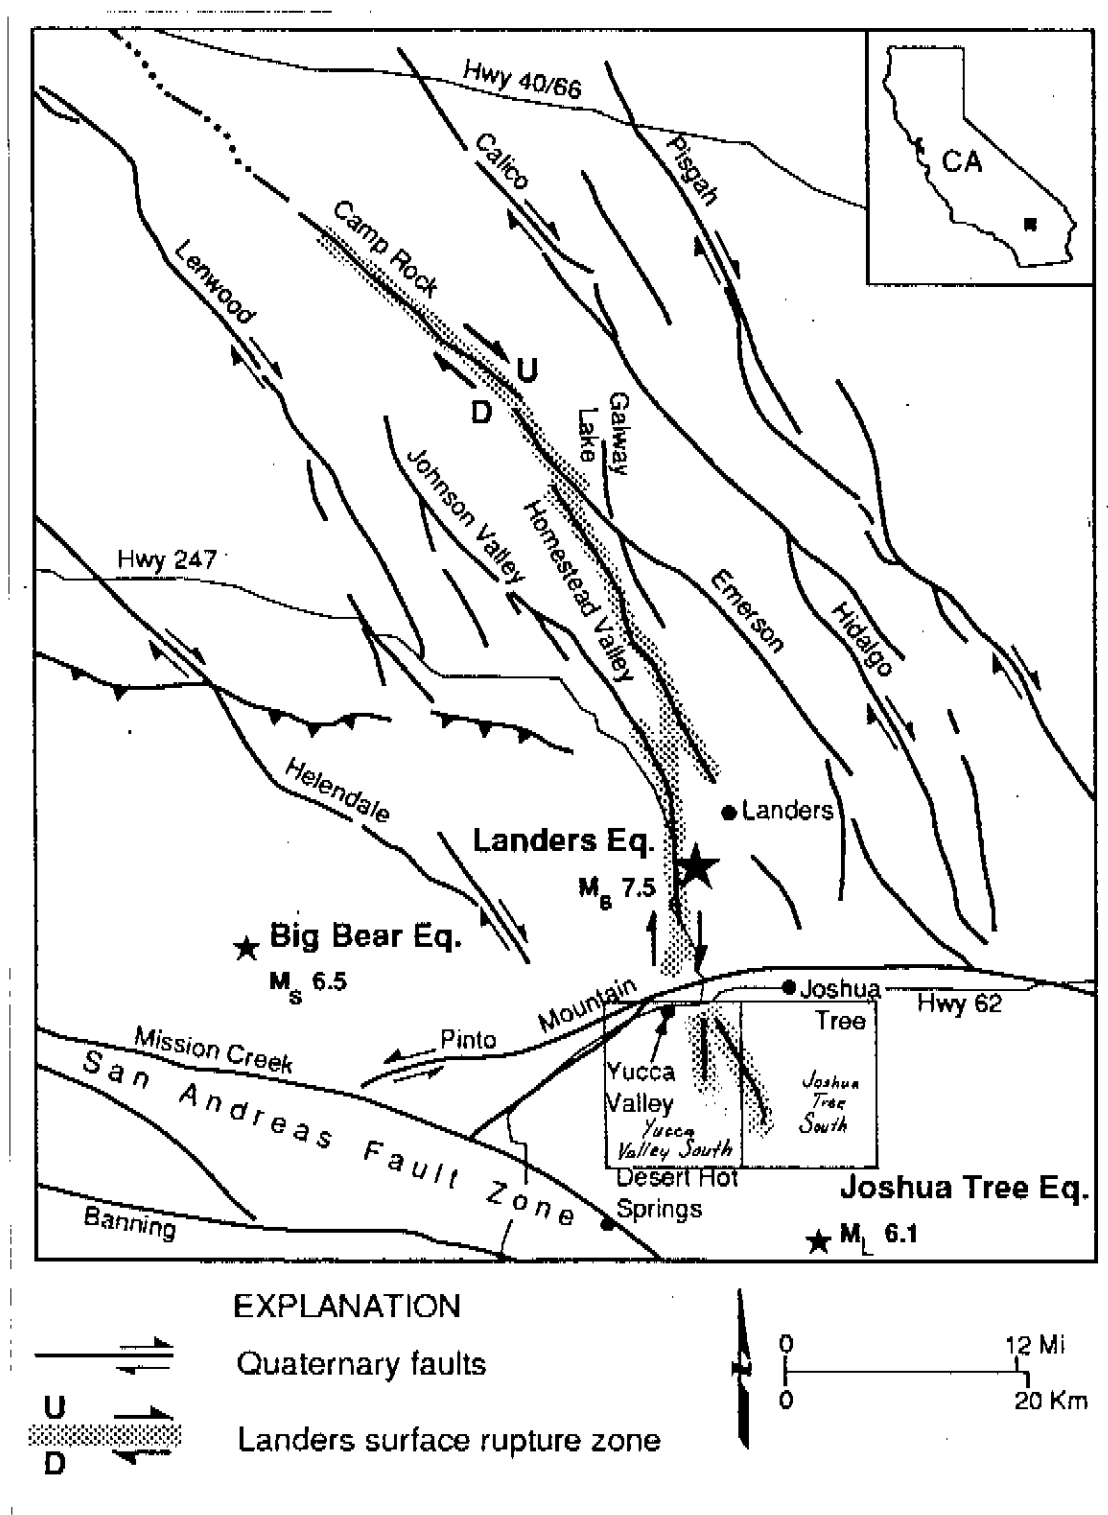 Hwy 40/66
CA
Calico
Pisgah
Camp Rock
Lenwood
U
D
Galway
Lake
Johnson Valley
Homestead Valley
Hwy 247
Emerson
Hidalgo
Helendale
Landers
Landers Eq.
Ms 7.5
Big Bear Eq.
Ms 6.5
Mountain
Joshua
Tree
Hwy 62
Pinto
Mission Creek
San Andreas Fault Zone
Yucca
Valley
Yucca
Valley South
Joshua
Tree
South
Desert Hot
Springs
Banning
Joshua Tree Eq.
ML 6.1
EXPLANATION
Quaternary faults
U
D
Landers surface rupture zone
0 12 Mi
0 20 Km